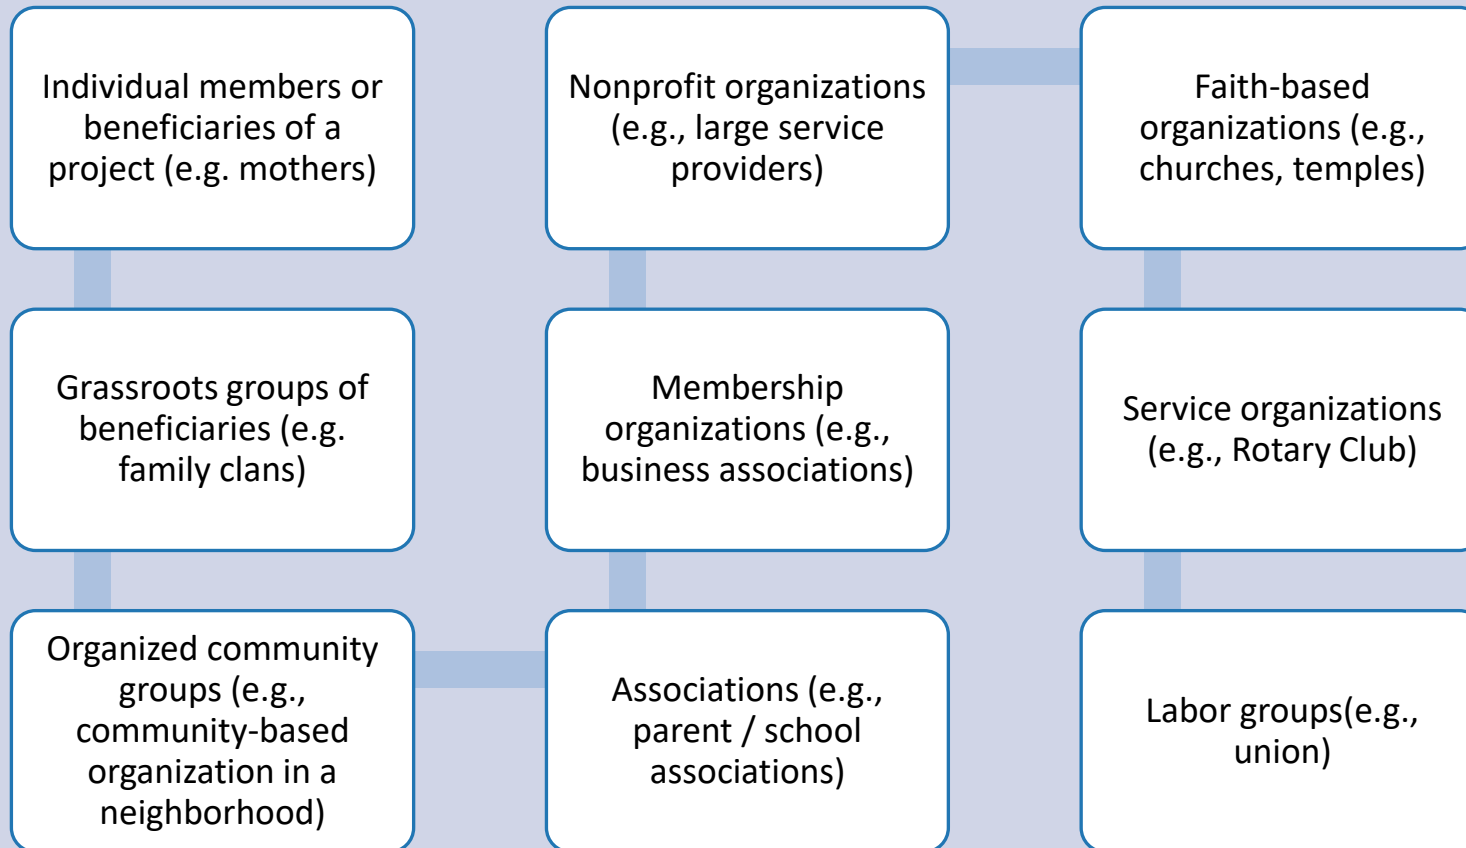 Individual members or
beneficiaries of a
project (e.g. mothers)
Grassroots groups of
beneficiaries (e.g.
family clans)
Organized community
groups (e.g.,
community-based
organization in a
neighborhood)
Associations (e.g.,
parent / school
associations)
Membership
organizations (e.g.,
business associations)
Nonprofit organizations
(e.g., large service
providers)
Faith-based
organizations (e.g.,
churches, temples)
Service organizations
(e.g., Rotary Club)
Labor groups(e.g.,
union)